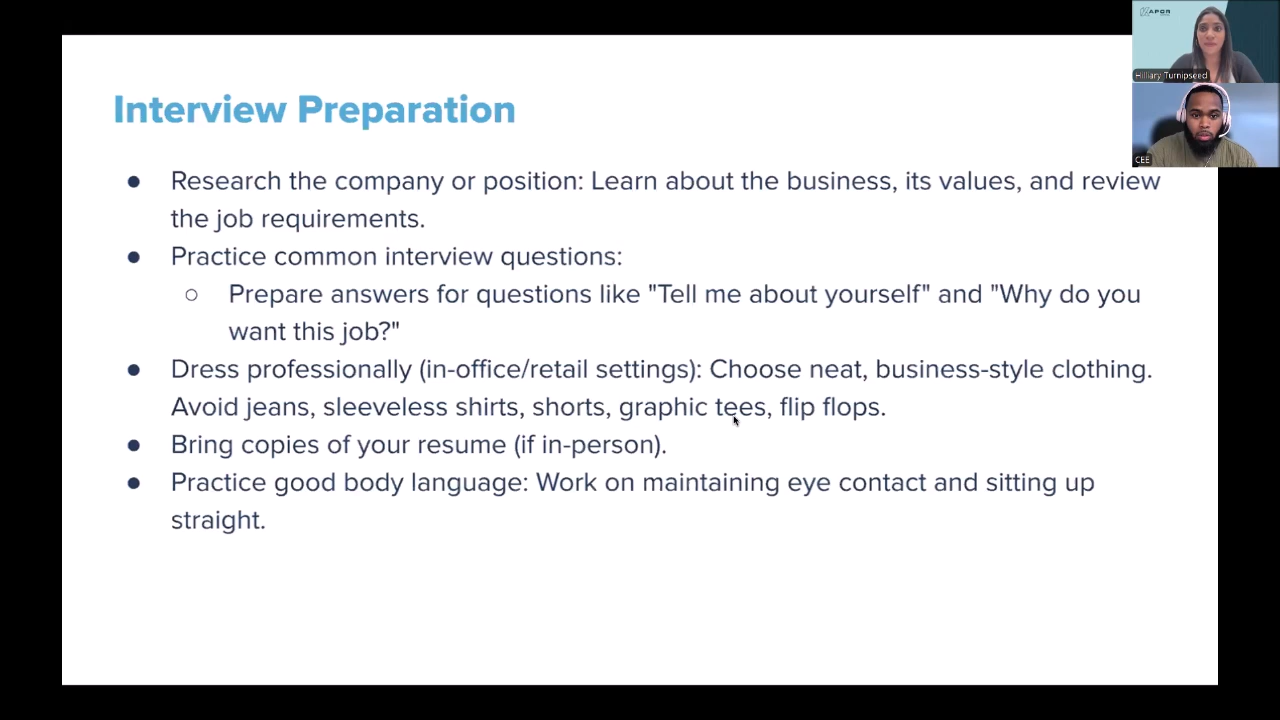 Interview Preparation
● Research the company or position: Learn about the business, its values, and review
the job requirements.
● Practice common interview questions:
○ Prepare answers for questions like "Tell me about yourself" and "Why do you
want this job?"
● Dress professionally (in-office/retail settings): Choose neat, business-style clothing.
Avoid jeans, sleeveless shirts, shorts, graphic tees, flip flops.
● Bring copies of your resume (if in-person).
● Practice good body language: Work on maintaining eye contact and sitting up
straight.
Hilliary Turnipseed
CEE